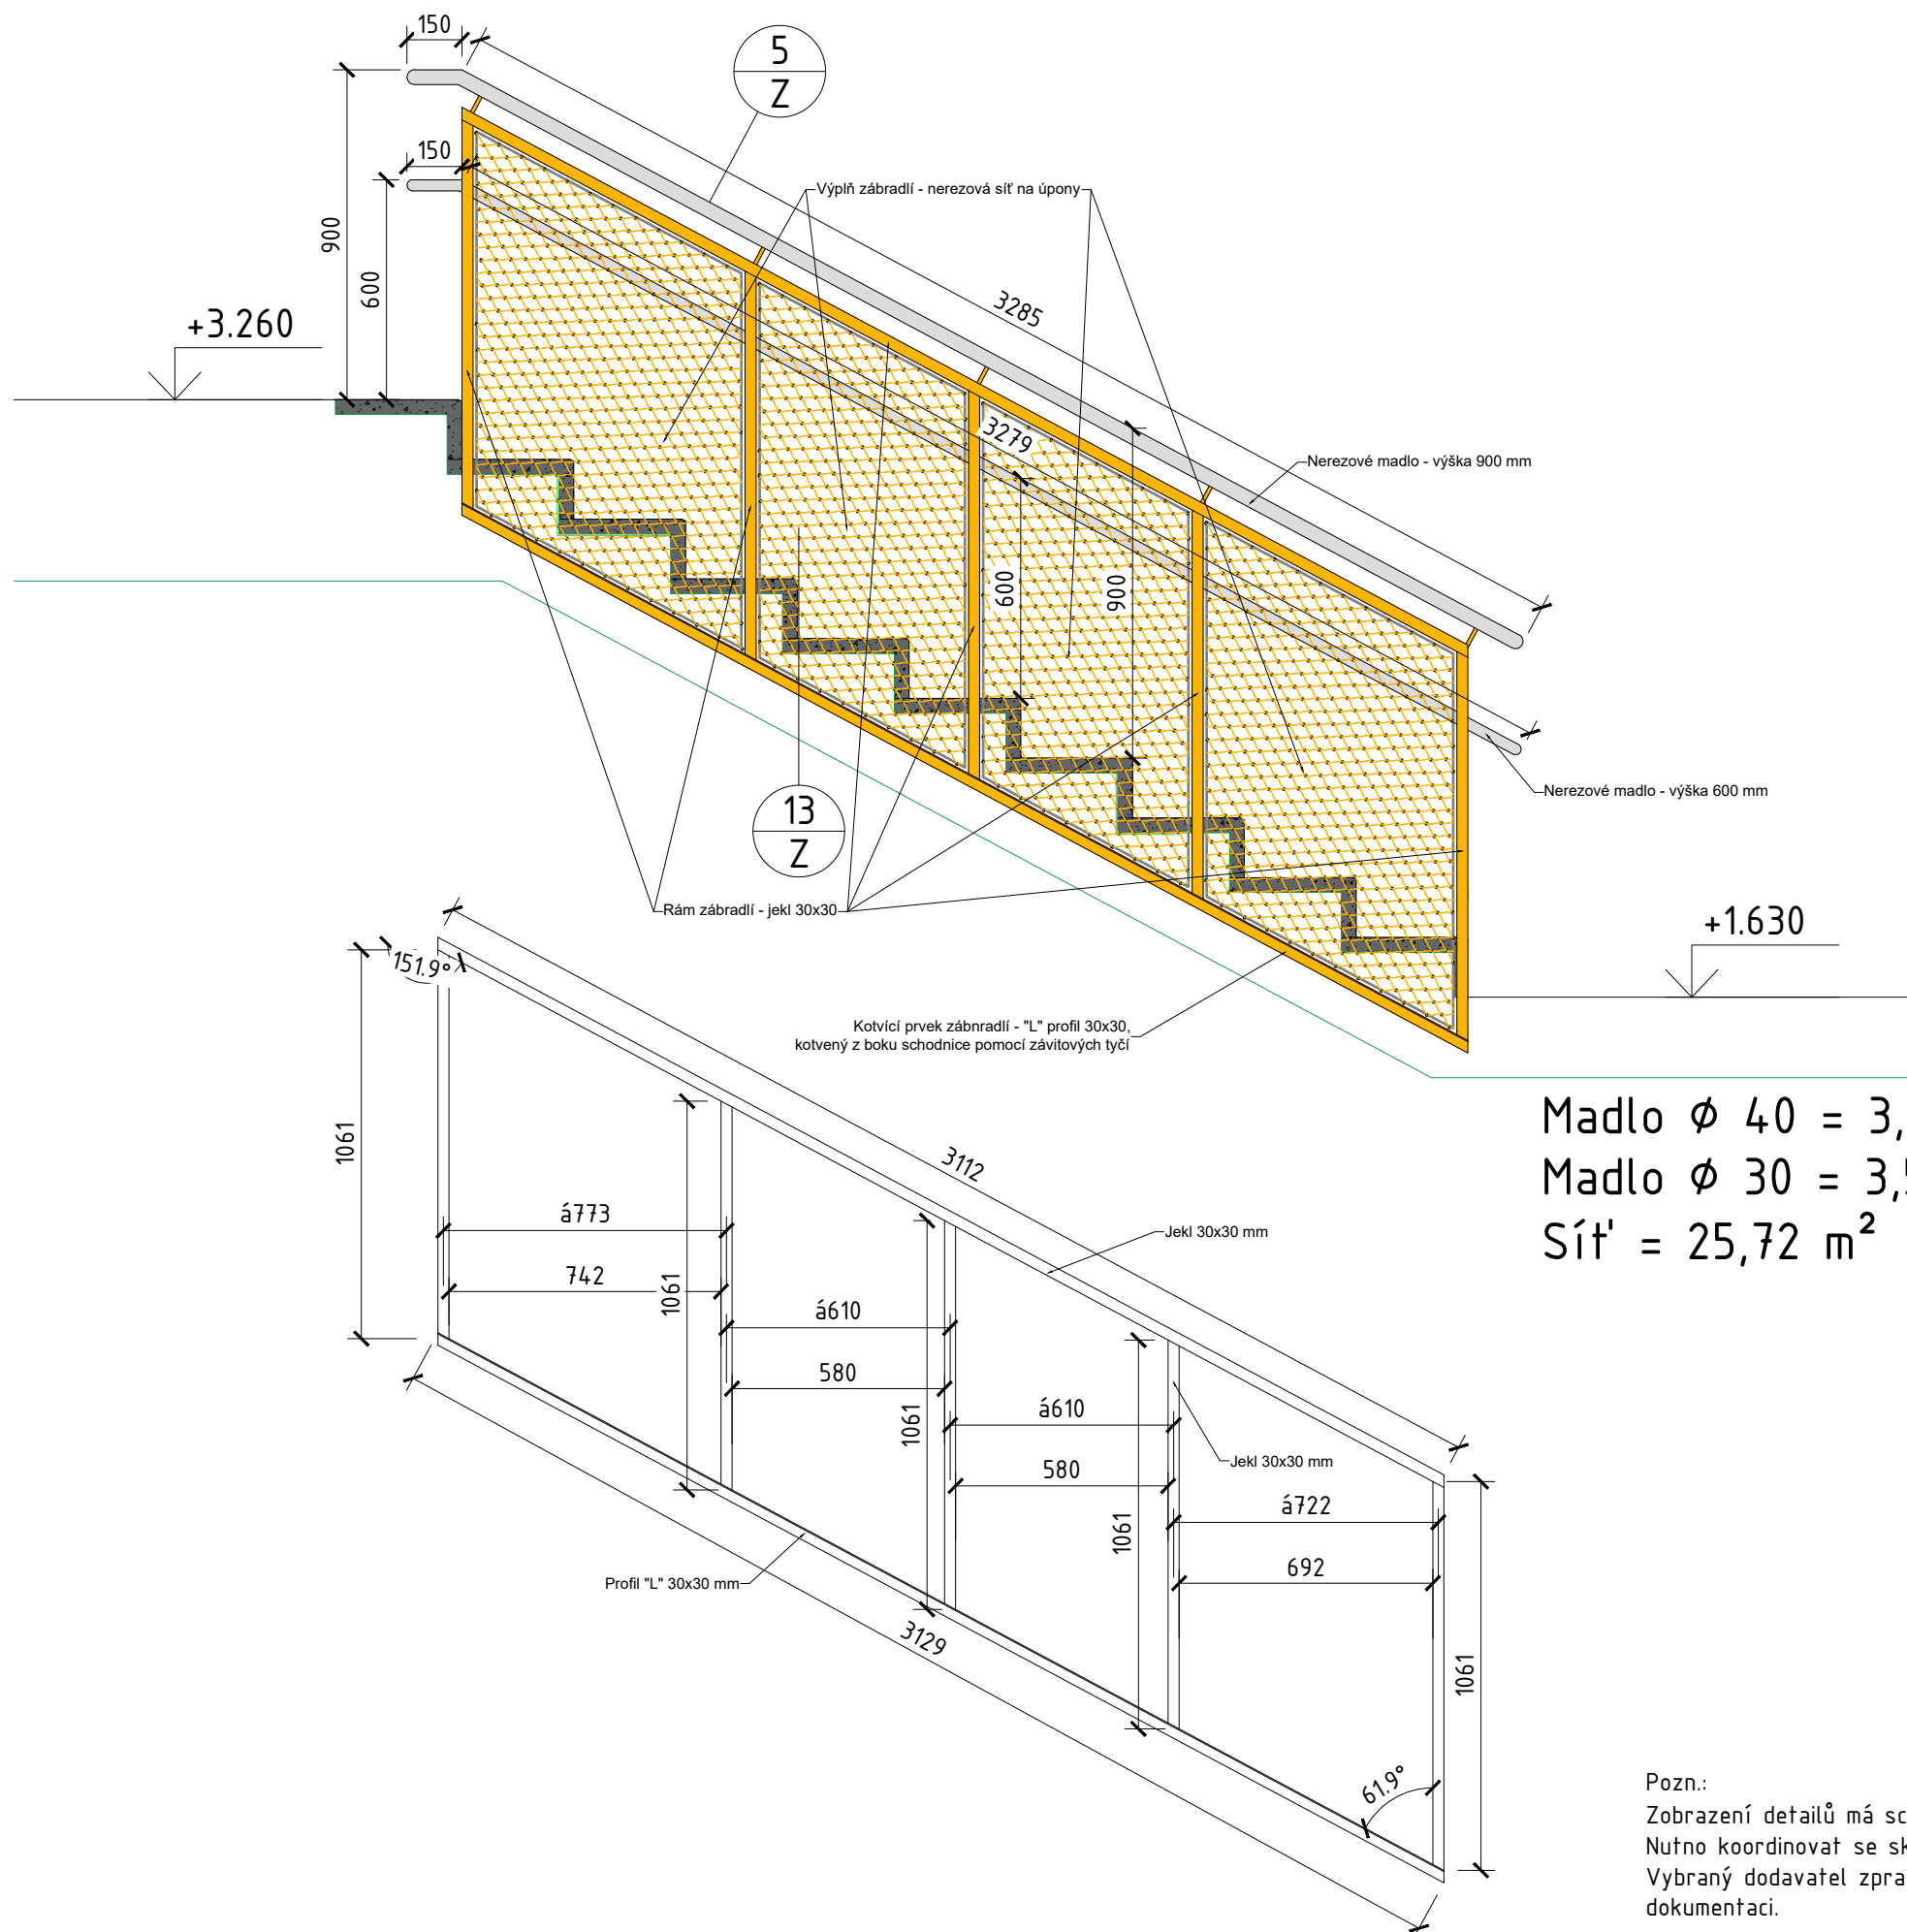 150
5
Z
150
Výplň zábradlí - nerezová síť na úpony
900
600
3285
+3.260
3279
Nerezové madlo - výška 900 mm
600
900
Nerezové madlo - výška 600 mm
13
Z
Rám zábradlí - jekl 30x30
+1.630
151.9°
Kotvící prvek zábnradlí - "L" profil 30x30,
kotvený z boku schodnice pomocí závitových tyčí
Madlo Ø 40 = 3,
Madlo Ø 30 = 3,5
Síť = 25,72 m²
1061
3112
á773
Jekl 30x30 mm
742
1061
á610
580
1061
á610
Jekl 30x30 mm
580
á722
1061
692
Profil "L" 30x30 mm
3129
1061
61.9°
Pozn.:
Zobrazení detailů má sc
Nutno koordinovat se sk
Vybraný dodavatel zpra
dokumentaci.